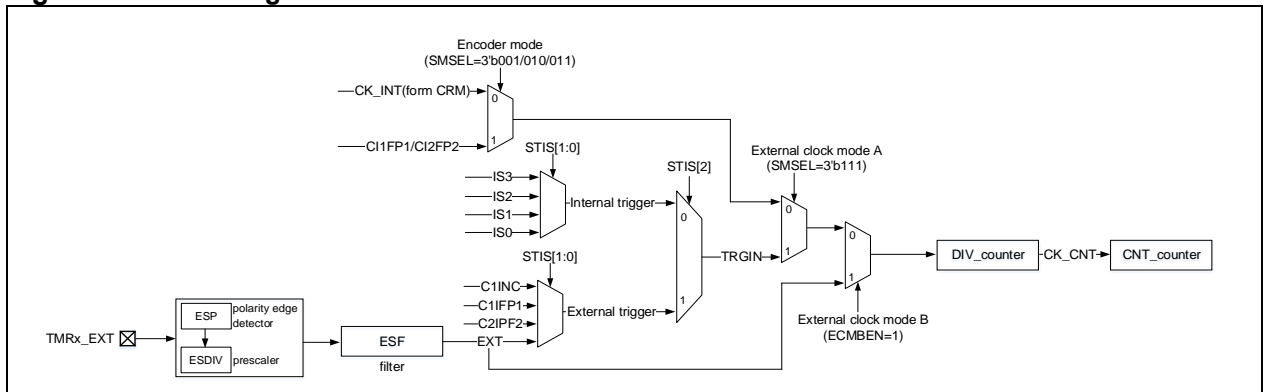 Encoder mode
(SMSEL=3'b001/010/011)
CK_INT(form CRM)
0
1
CI1FP1/CI2FP2
STIS[1:0]
IS3
IS2
IS1
IS0
Internal trigger
STIS[2]
0
1
External clock mode A
(SMSEL=3'b111)
0
1
TRGIN
0
1
DIV_counter
CK_CNT
CNT_counter
STIS[1:0]
C1INC
C1IFP1
C2IPF2
EXT
External trigger
External clock mode B
(ECMBEN=1)
TMRx_EXT
ESP
polarity edge
detector
ESDIV
prescaler
ESF
filter